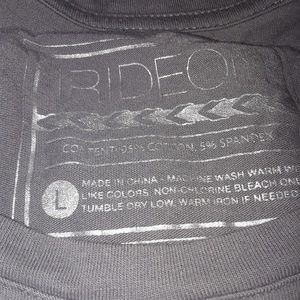 RIDEO
CONTENT: 95% COTTON, 5% SPANDEX
L
MADE IN CHINA - MACHINE WASH WARM W
LIKE COLORS, NON-CHLORINE BLEACH ON
TUMBLE DRY LOW, WARM IRON IF NEEDED